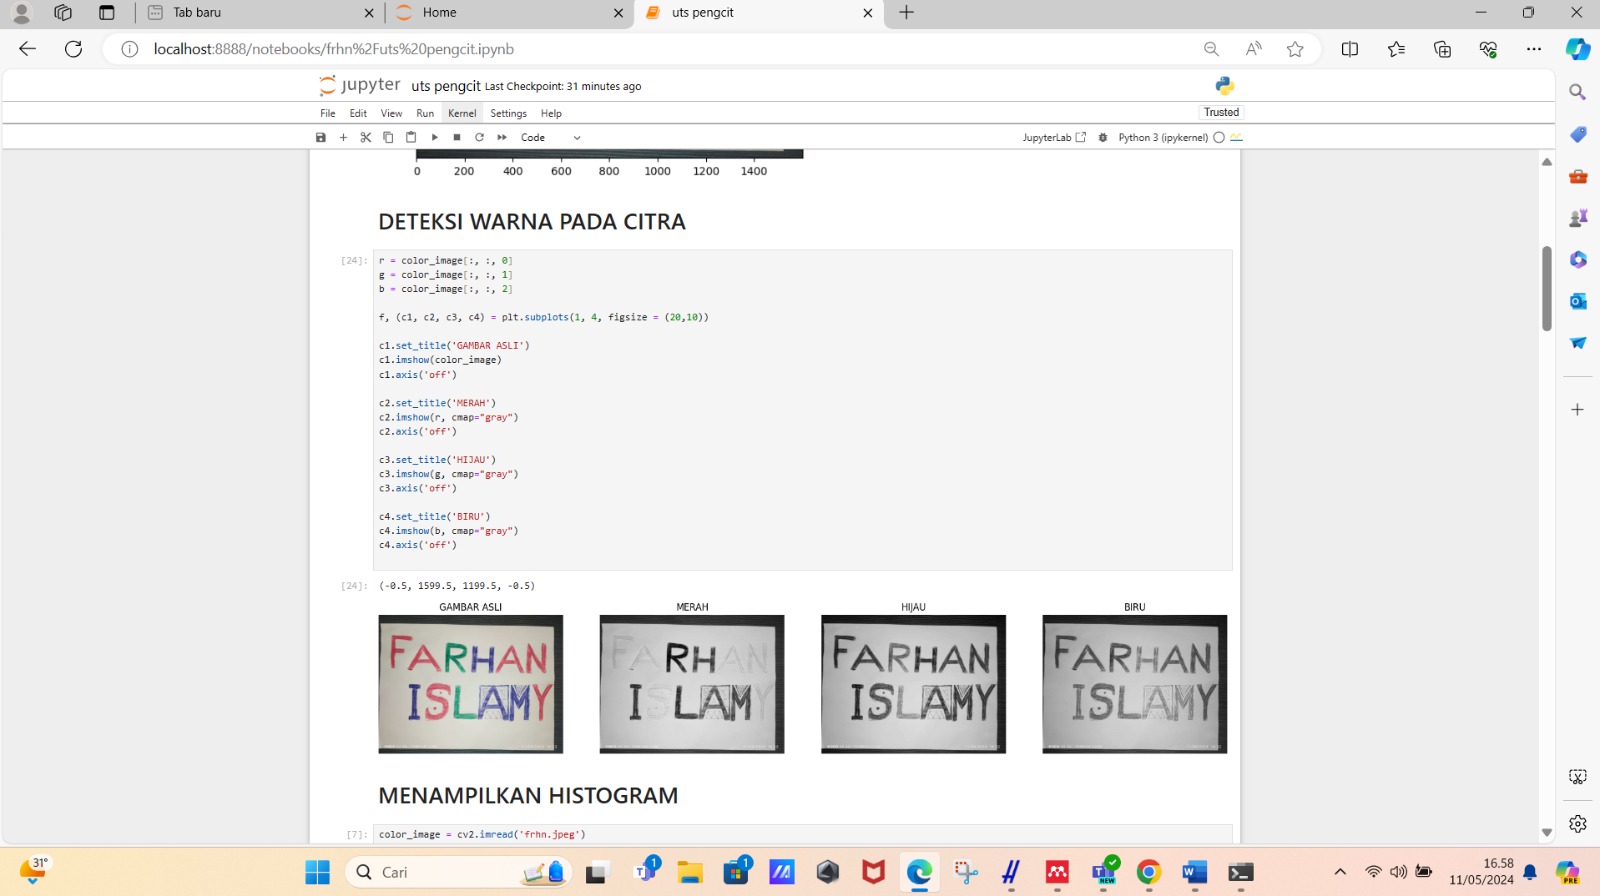 Tab baru
Home
uts pengcit
localhost:8888/notebooks/frhn%2Futs%20pengcit.ipynb
jupyter uts pengcit Last Checkpoint: 31 minutes ago
File Edit View Run Kernel Settings Help
Trusted
Code
JupyterLab
Python 3 (ipykernel)
0 200 400 600 800 1000 1200 1400
DETEKSI WARNA PADA CITRA
[24]: r = color_image[:, :, 0]
g = color_image[:, :, 1]
b = color_image[:, :, 2]
f, (c1, c2, c3, c4) = plt.subplots(1, 4, figsize = (20,10))
c1.set_title('GAMBAR ASLI')
c1.imshow(color_image)
c1.axis('off')
c2.set_title('MERAH')
c2.imshow(r, cmap="gray")
c2.axis('off')
c3.set_title('HIJAU')
c3.imshow(g, cmap="gray")
c3.axis('off')
c4.set_title('BIRU')
c4.imshow(b, cmap="gray")
c4.axis('off')
[24]: (-0.5, 1599.5, 1199.5, -0.5)
GAMBAR ASLI MERAH HIJAU BIRU
FARHAN FARHAN FARHAN FARHAN
ISLAMY ISLAMY ISLAMY ISLAMY
MENAMPILKAN HISTOGRAM
[7]: color_image = cv2.imread('frhn.jpeg')
31°
Cari
1
1
NEW
16.58
11/05/2024
PRE